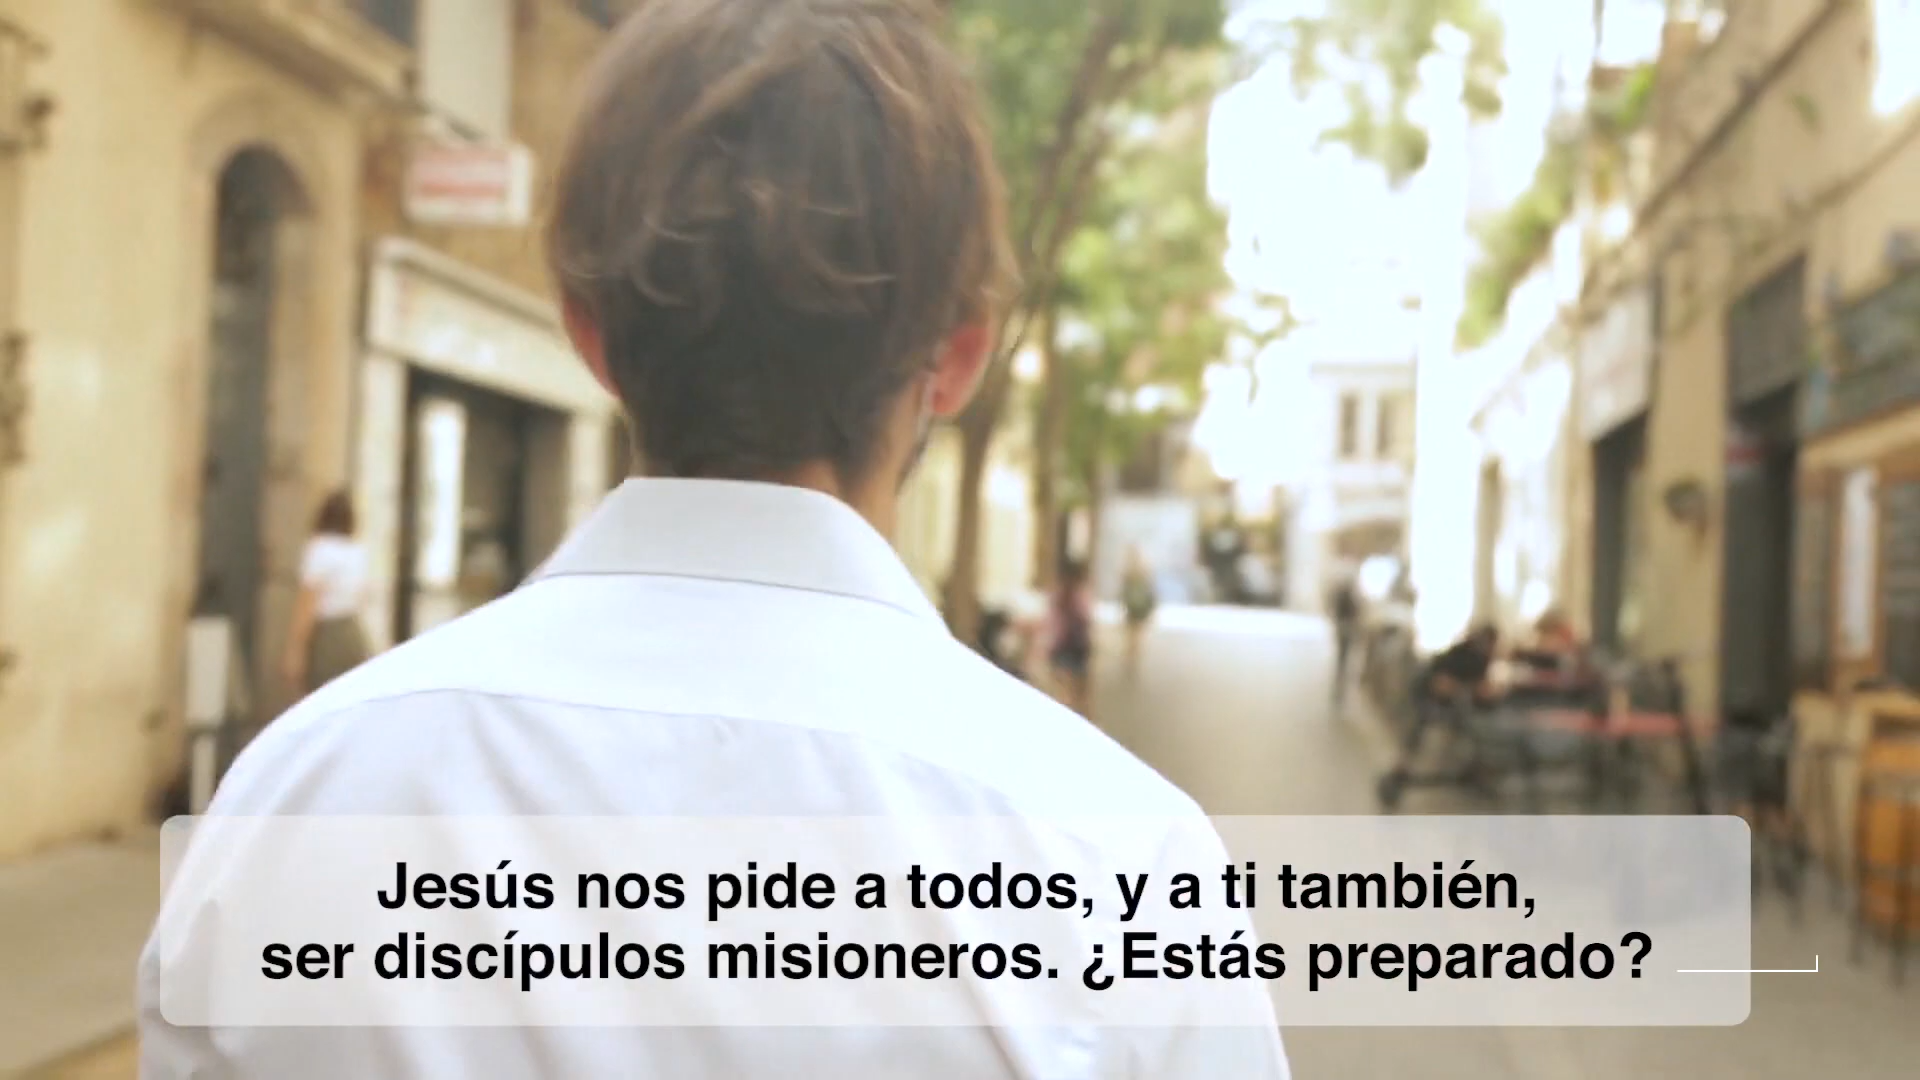 Jesús nos pide a todos, y a ti también,
ser discípulos misioneros. ¿Estás preparado?